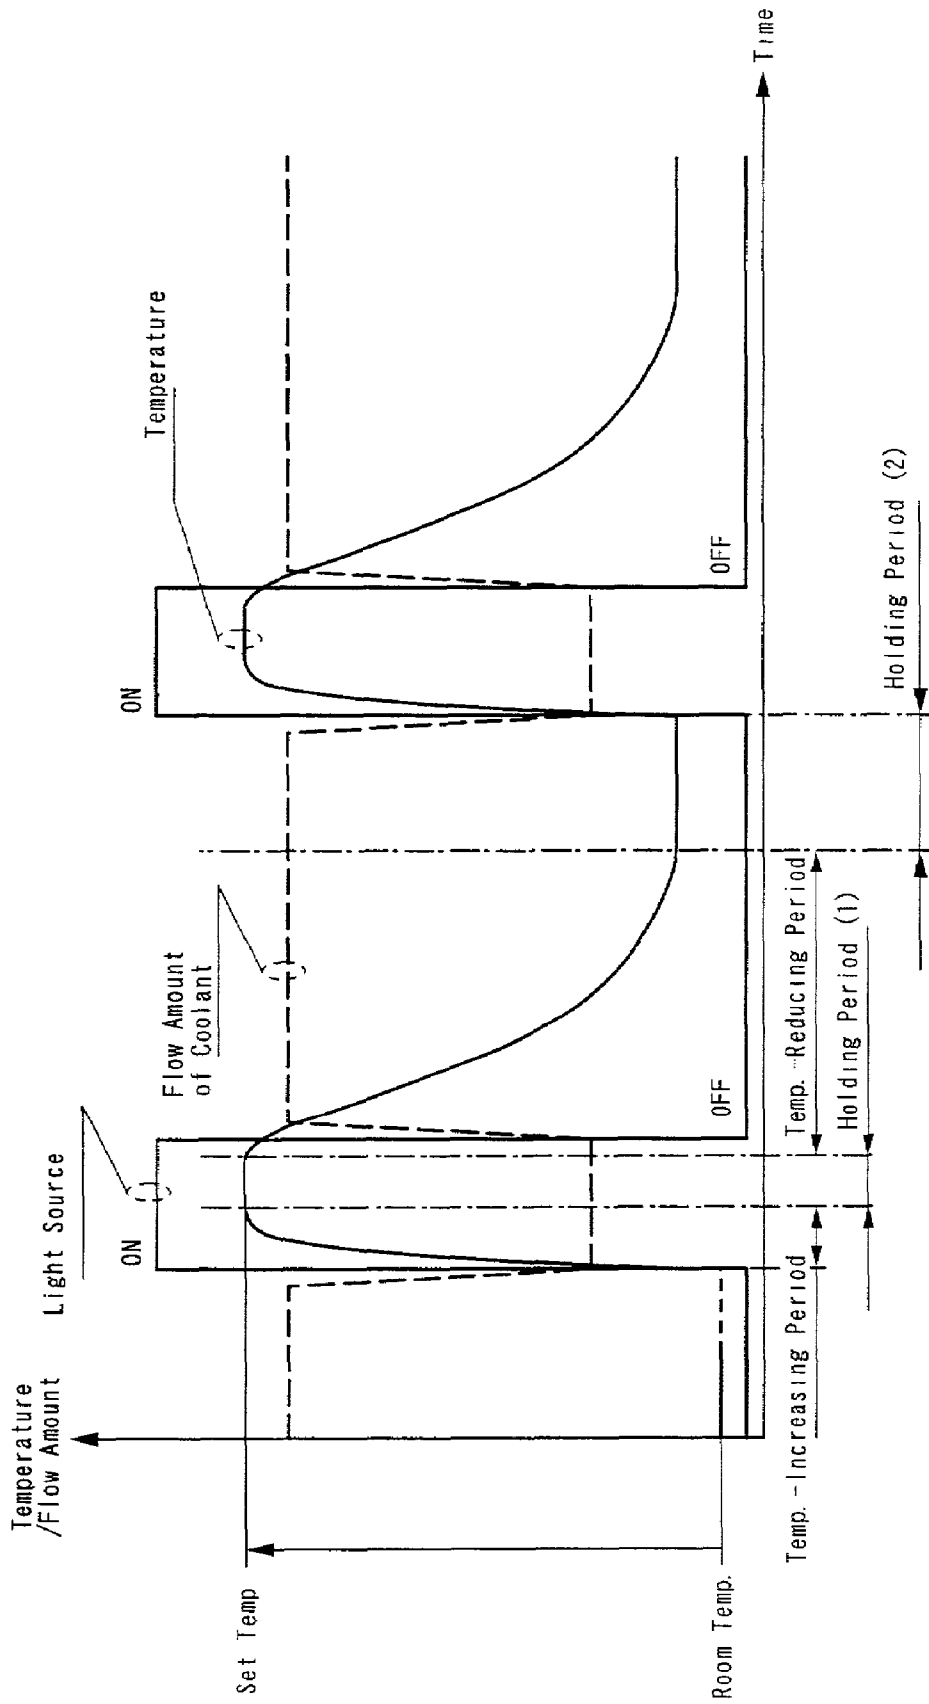 Temperature
/Flow Amount
Light Source
Flow Amount
of Coolant
Temperature
ON
ON
OFF
OFF
Set Temp
Room Temp.
Time
Temp. -Increasing Period
Temp. -Reducing Period
Holding Period (1)
Holding Period (2)